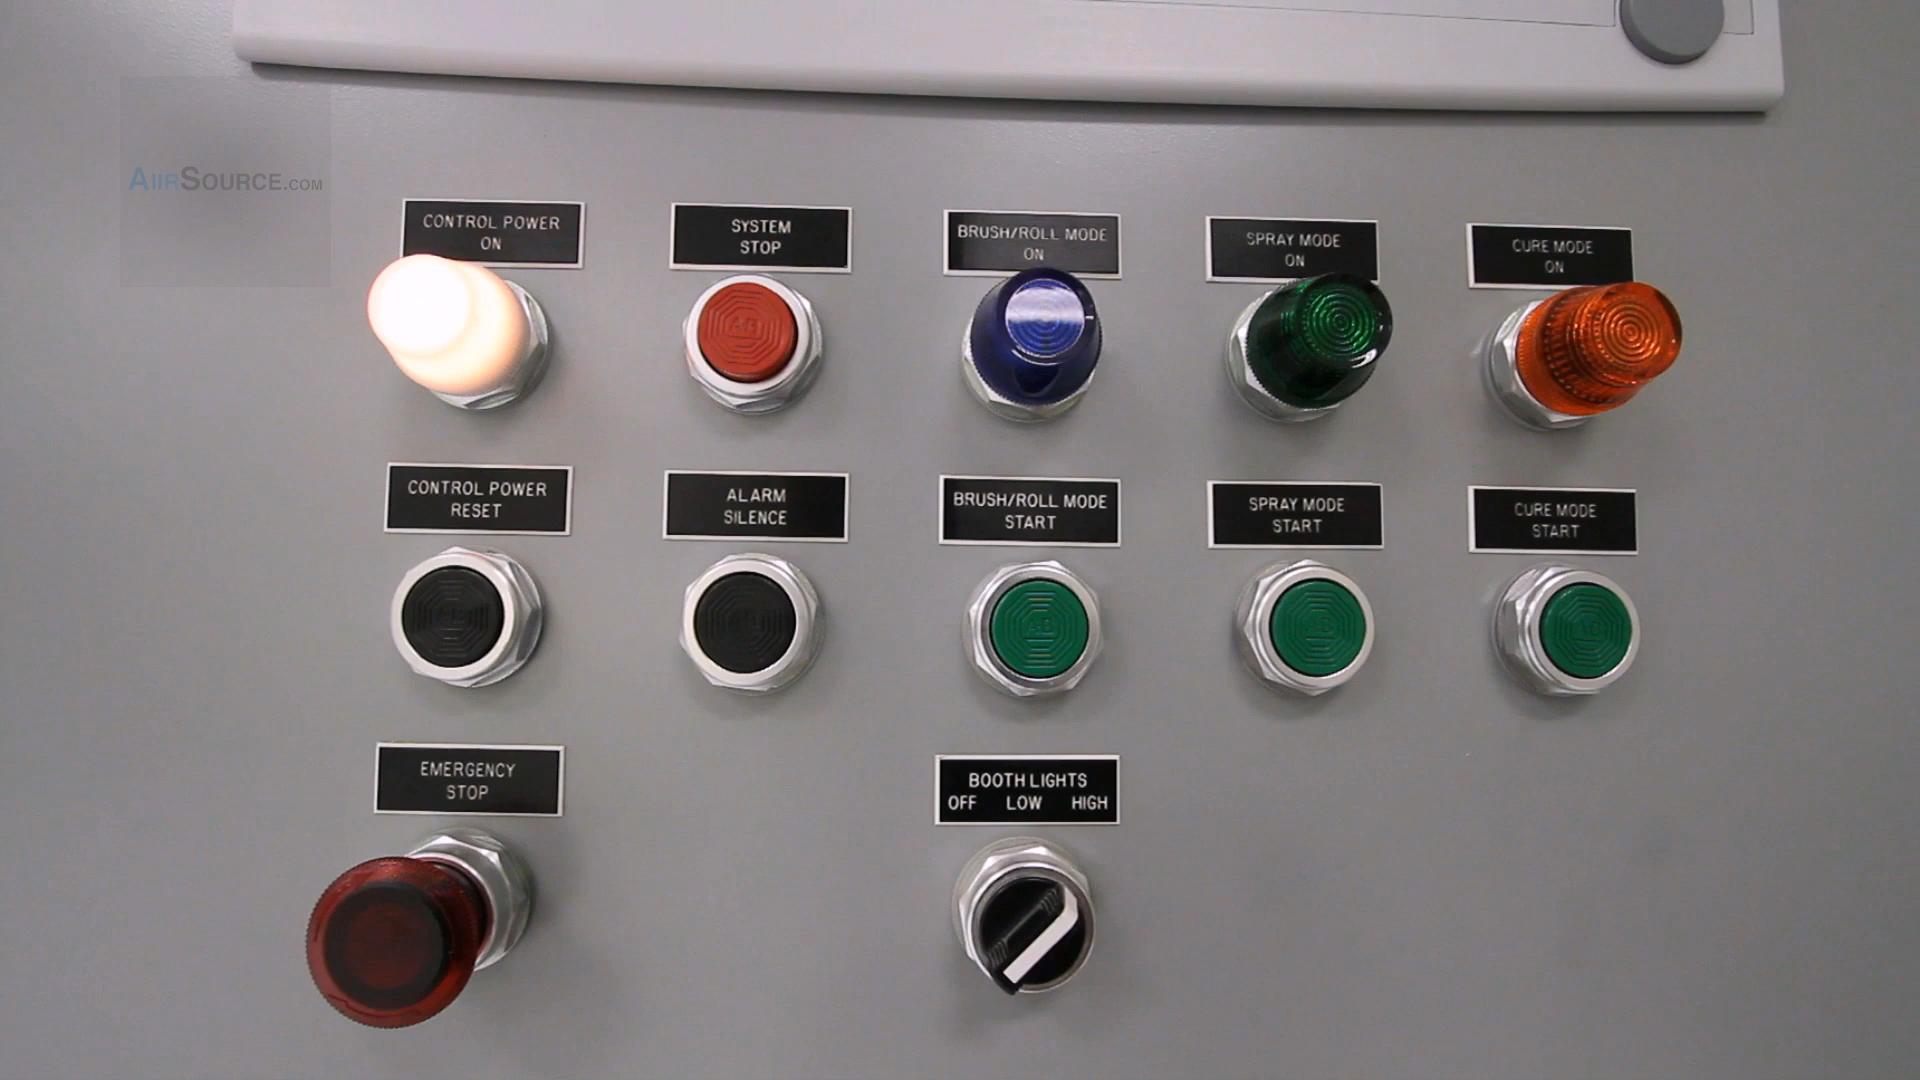 AIIRSOURCE.COM
CONTROL POWER
ON
SYSTEM
STOP
BRUSH/ROLL MODE
ON
SPRAY MODE
ON
CURE MODE
ON
A-B
CONTROL POWER
RESET
ALARM
SILENCE
BRUSH/ROLL MODE
START
SPRAY MODE
START
CURE MODE
START
A-B
A-B
A-B
A-B
A-B
EMERGENCY
STOP
BOOTH LIGHTS
OFF LOW HIGH